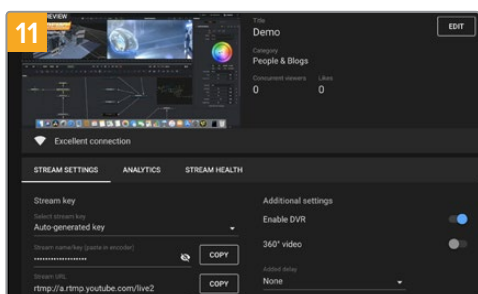 11
PREVIEW
Title
Demo
EDIT
Category
People & Blogs
Concurrent viewers Likes
0 0
Excellent connection
STREAM SETTINGS ANALYTICS STREAM HEALTH
Stream key
Additional settings
Select stream key
Auto-generated key
Enable DVR
Stream name/key (paste in encoder)
360° video
•••••••••••••••••••
COPY
Stream URL
Added delay
rtmp://a.rtmp.youtube.com/live2
COPY
None